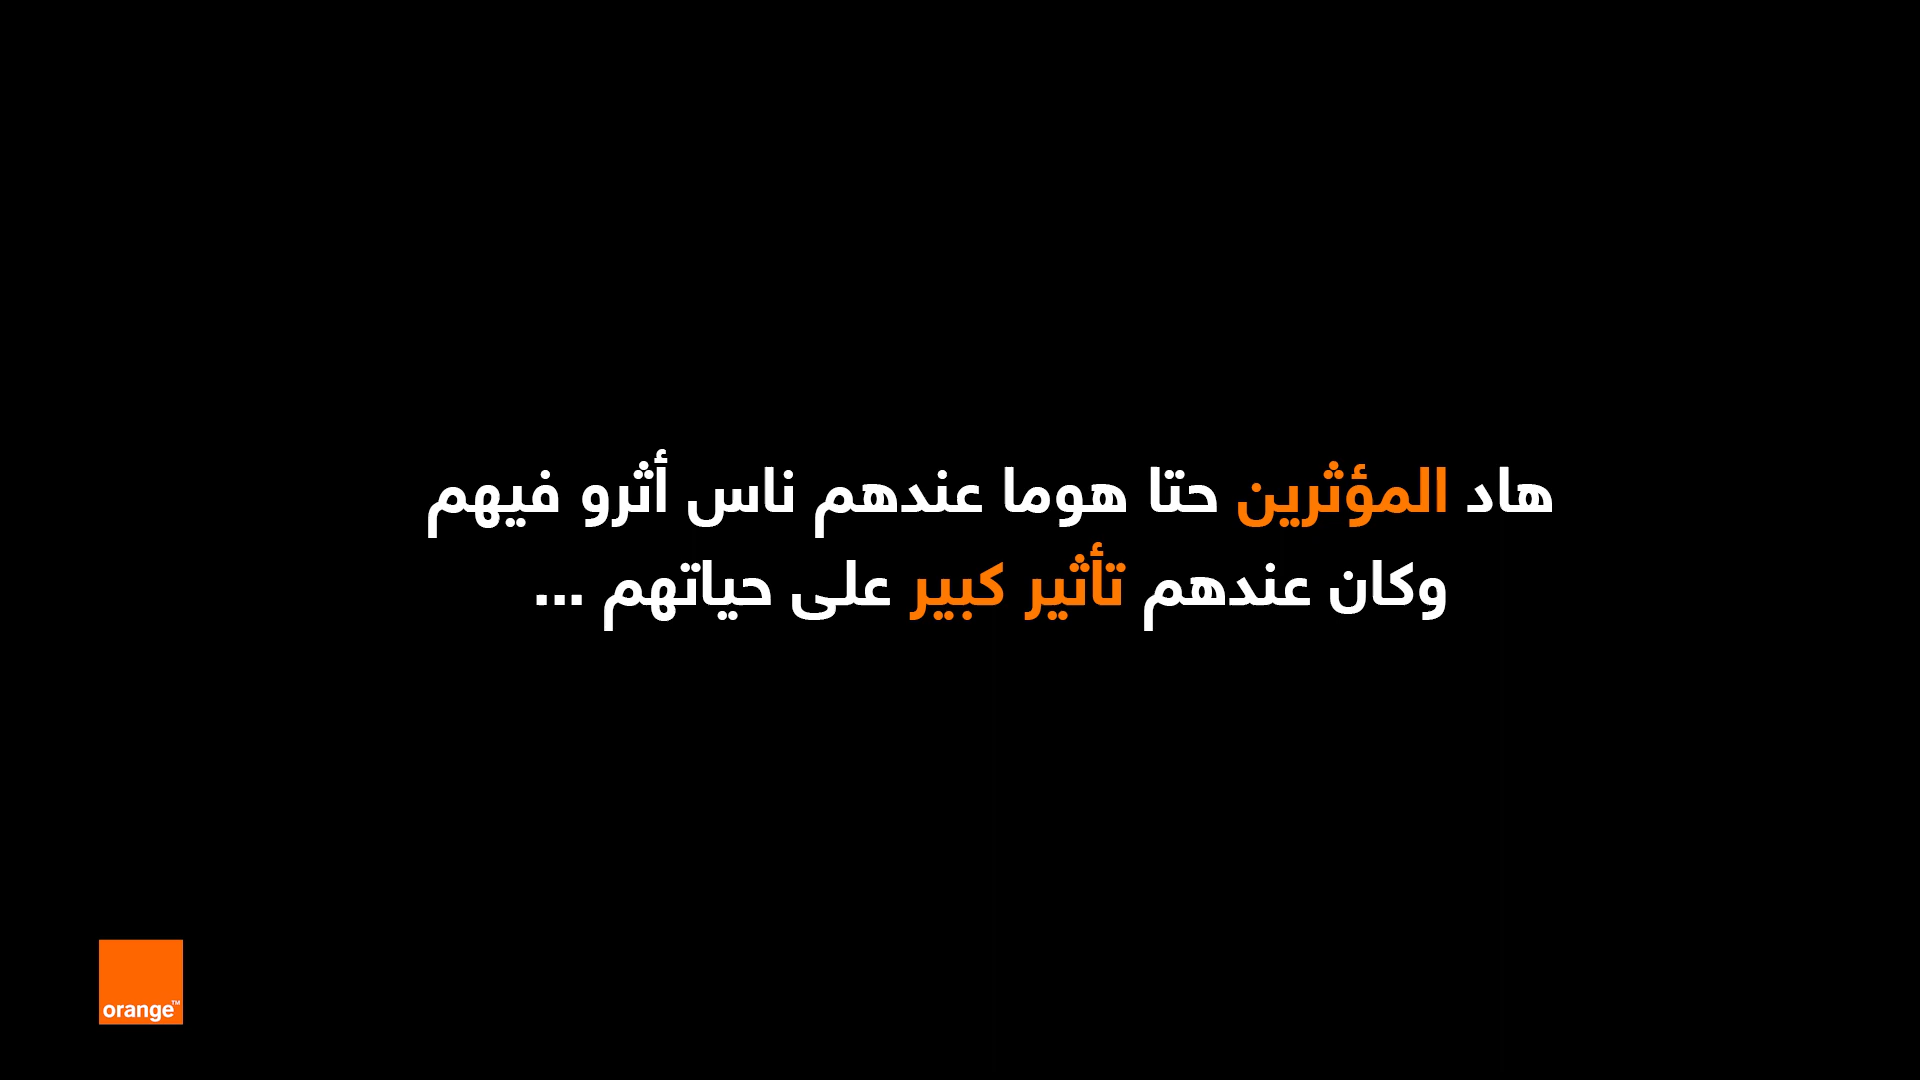 هاد المؤثرين حتا هوما عندهم ناس أثرو فيهم
وكان عندهم تأثير كبير على حياتهم ...
orange™